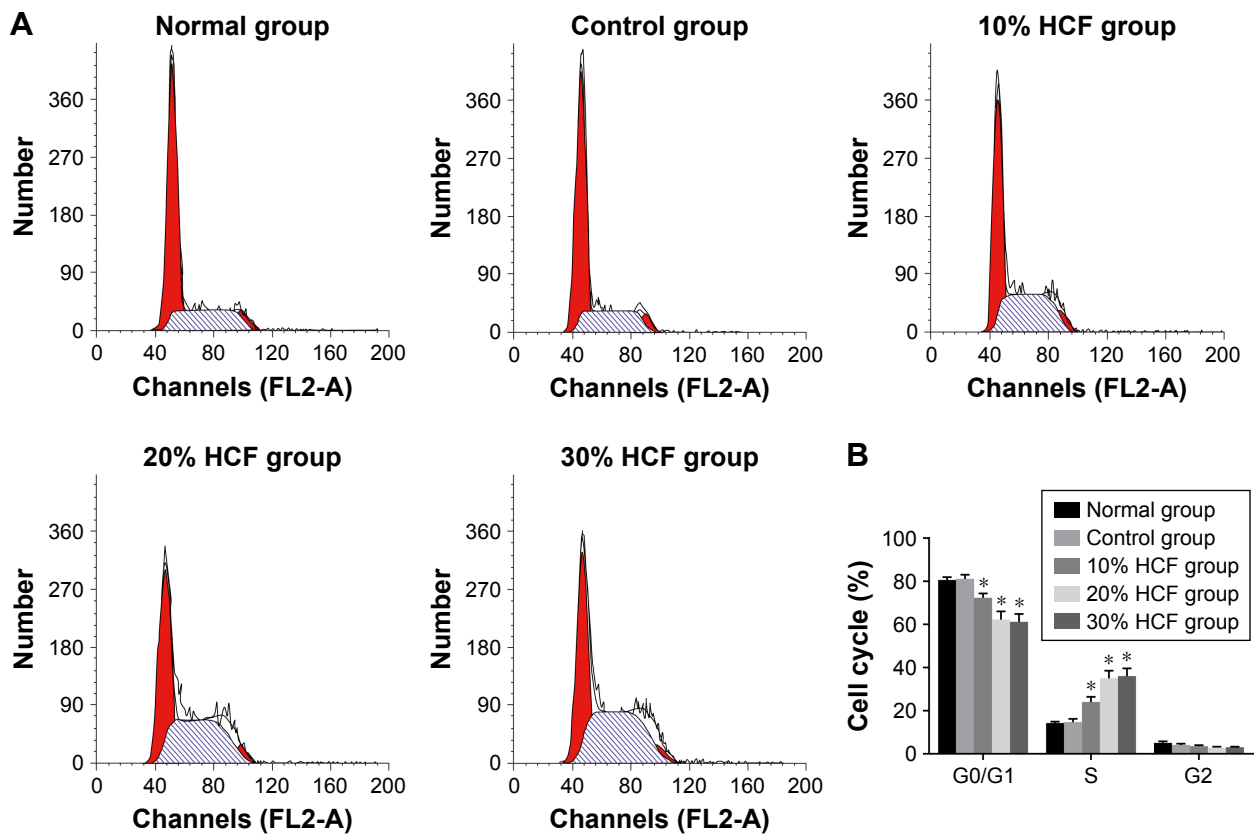 A
Normal group
Control group
10% HCF group
Number
360
270
180
90
0
0 40 80 120 160 200
Channels (FL2-A)
Number
360
270
180
90
0
0 40 80 120 160 200
Channels (FL2-A)
Number
360
270
180
90
0
0 40 80 120 160 200
Channels (FL2-A)
20% HCF group
30% HCF group
Number
360
270
180
90
0
0 40 80 120 160 200
Channels (FL2-A)
Number
360
270
180
90
0
0 40 80 120 160 200
Channels (FL2-A)
B
Normal group
Control group
10% HCF group
20% HCF group
30% HCF group
Cell cycle (%)
100
80
60
40
20
0
* * *
* * *
G0/G1 S G2